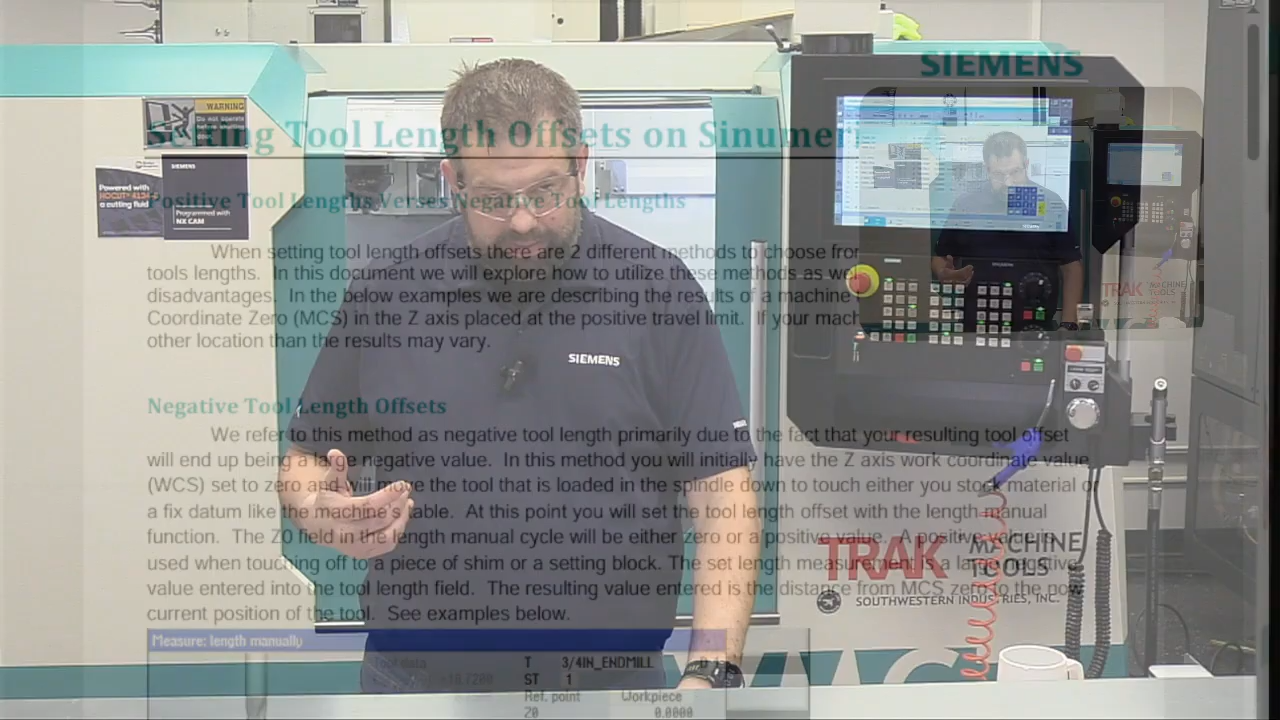 SIEMENS
WARNING
Do not operate
before shutting
door.
SIEMENS
Powered with
a cutting fluid
Programmed with
NX CAM
Setting Tool Length Offsets on Sinumeri
Positive Tool Lengths Verses Negative Tool Lengths
When setting tool length offsets there are 2 different methods to choose from
tools lengths. In this document we will explore how to utilize these methods as well
disadvantages. In the below examples we are describing the results of a machine
Coordinate Zero (MCS) in the Z axis placed at the positive travel limit. If your mach
other location than the results may vary.
SIEMENS
Negative Tool Length Offsets
We refer to this method as negative tool length primarily due to the fact that your resulting tool offset
will end up being a large negative value. In this method you will initially have the Z axis work coordinate value
(WCS) set to zero and will move the tool that is loaded in the spindle down to touch either you stock material or
a fix datum like the machine's table. At this point you will set the tool length offset with the length manual
function. The Z0 field in the length manual cycle will be either zero or a positive value. A positive value is
used when touching off to a piece of shim or a setting block. The set length measurement is a large negative
value entered into the tool length field. The resulting value entered is the distance from MCS zero to the now
current position of the tool. See examples below.
TRAK MACHINE
TOOLS
SOUTHWESTERN INDUSTRIES, INC.
TRAK MACHINE
TOOLS
Measure: length manually
Tool data
T 3/4IN_ENDMILL D 1
ST 1
Ref. point Workpiece
Z0 0.0000